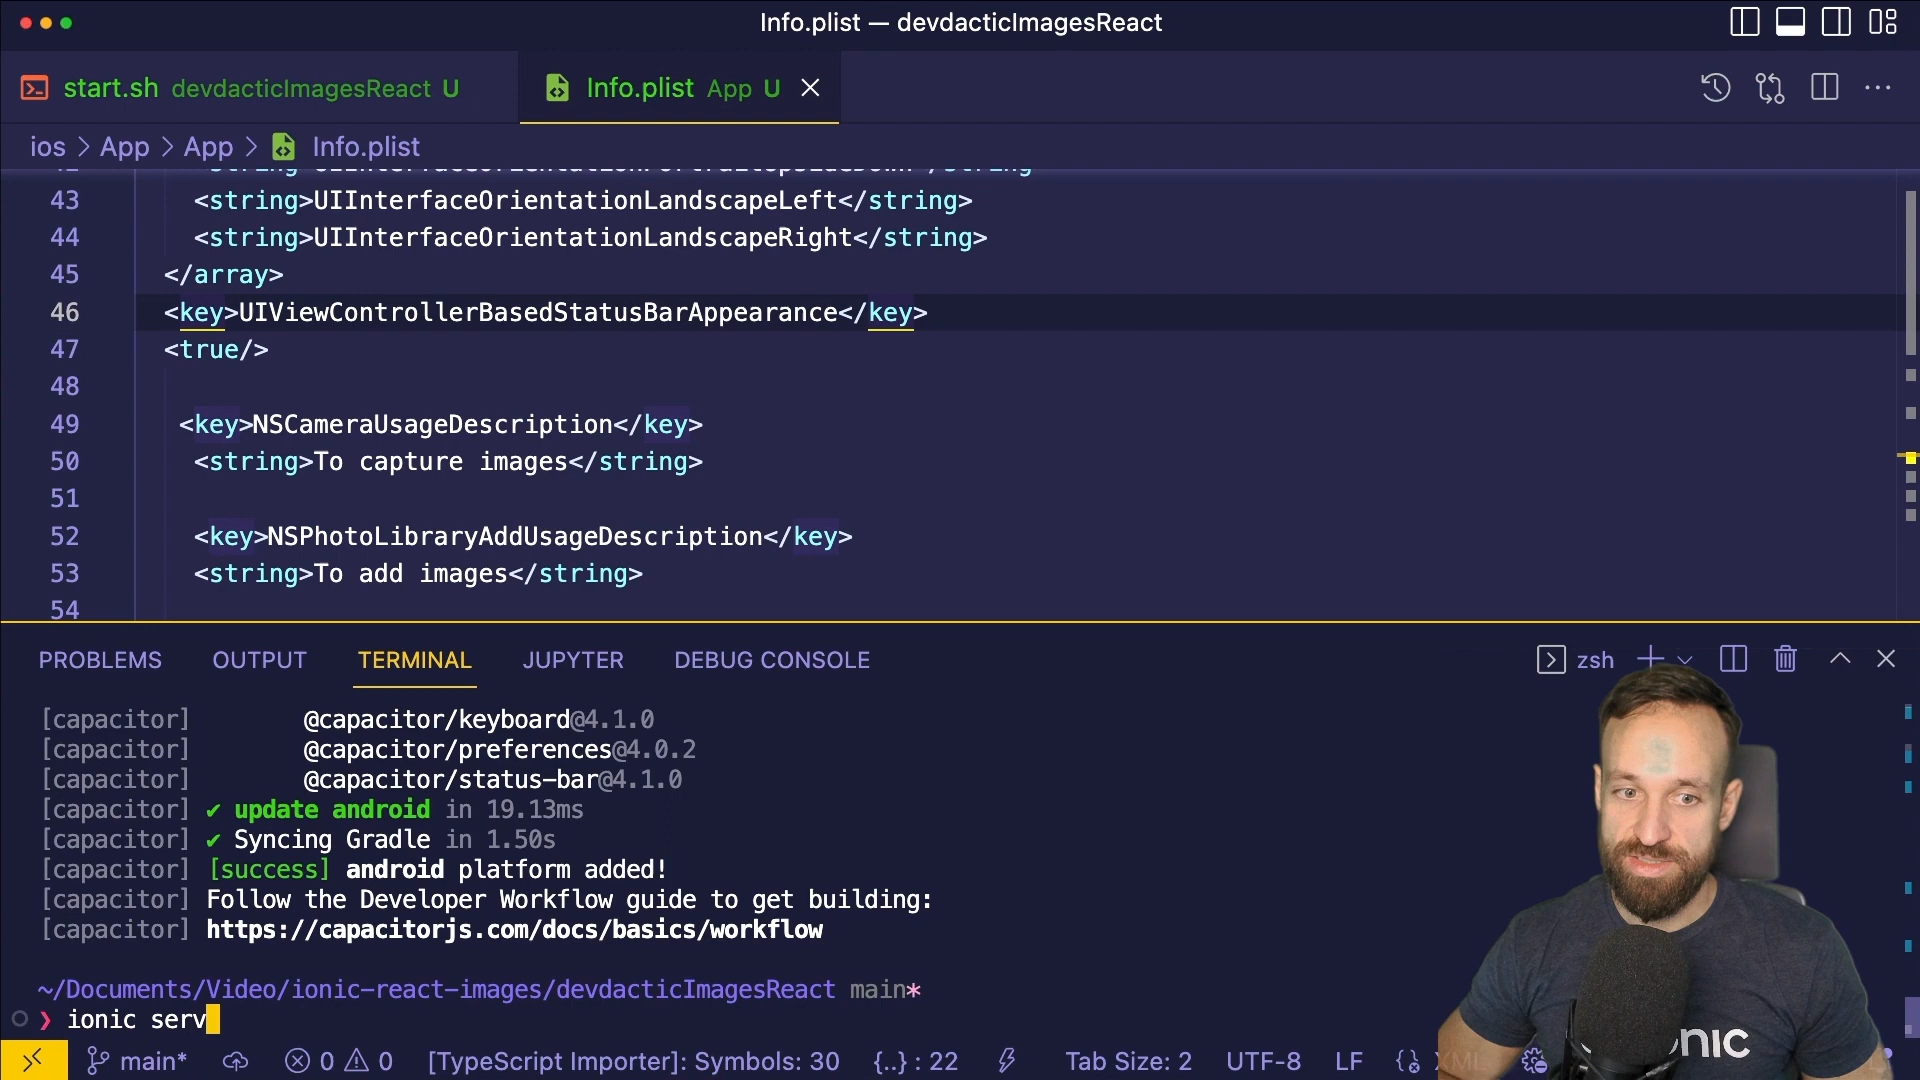 Info.plist — devdacticImagesReact
start.sh devdacticImagesReact U
Info.plist App U
ios > App > App > Info.plist
43 <string>UIInterfaceOrientationLandscapeLeft</string>
44 <string>UIInterfaceOrientationLandscapeRight</string>
45 </array>
46 <key>UIViewControllerBasedStatusBarAppearance</key>
47 <true/>
48
49 <key>NSCameraUsageDescription</key>
50 <string>To capture images</string>
51
52 <key>NSPhotoLibraryAddUsageDescription</key>
53 <string>To add images</string>
54
PROBLEMS OUTPUT TERMINAL JUPYTER DEBUG CONSOLE zsh
[capacitor] @capacitor/keyboard@4.1.0
[capacitor] @capacitor/preferences@4.0.2
[capacitor] @capacitor/status-bar@4.1.0
[capacitor] ✔ update android in 19.13ms
[capacitor] ✔ Syncing Gradle in 1.50s
[capacitor] [success] android platform added!
[capacitor] Follow the Developer Workflow guide to get building:
[capacitor] https://capacitorjs.com/docs/basics/workflow
~/Documents/Video/ionic-react-images/devdacticImagesReact main*
❯ ionic serv
main* 0 0 [TypeScript Importer]: Symbols: 30 {..} : 22 Tab Size: 2 UTF-8 LF